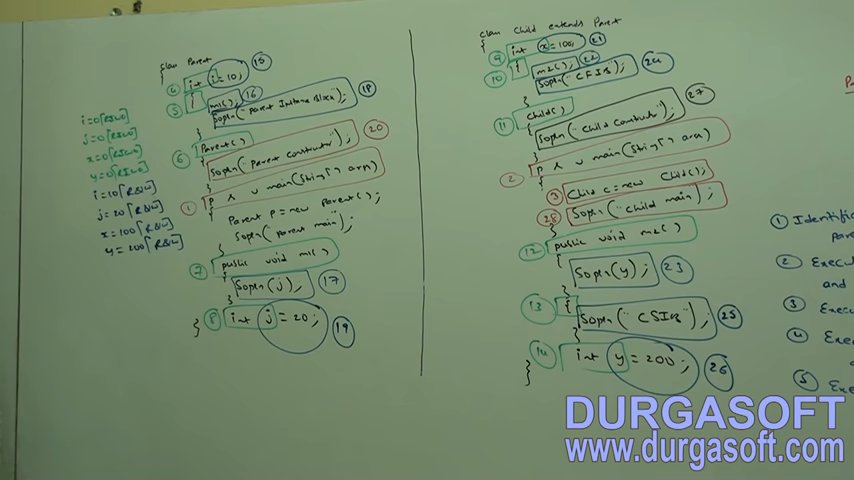 class Parent
{
④ int i=10; ⑮
⑤ { m1(); ⑯
Sopln("Parent Instance Block"); ⑱
}
⑥ Parent()
{
Sopln("Parent Constructor"); ⑳
}
① P s v main(String[] args)
{
Parent p=new Parent();
Sopln("Parent main");
}
⑦ public void m1()
{
Sopln(j); ⑰
}
⑧ int j=20; ⑲
}
i=0[RIWO]
j=0[RIWO]
x=0[RIWO]
y=0[RIWO]
i=10[R&W]
j=20[R&W]
x=100[R&W]
y=200[R&W]
class Child extends Parent
{
⑨ int x=100; ㉑
⑩ { m2(); ㉒
Sopln("CFIB"); ㉔
}
⑪ Child()
{
Sopln("Child Constructor"); ㉗
}
② P s v main(String[] args)
{
③ Child c=new Child();
㉘ Sopln("Child main");
}
⑫ public void m2()
{
Sopln(y); ㉓
}
⑬ {
Sopln("CSIB"); ㉕
}
⑭ int y=200; ㉖
}
① Identific
② Execu
and
③ Execu
④ Exe
⑤ Exe
DURGASOFT
www.durgasoft.com